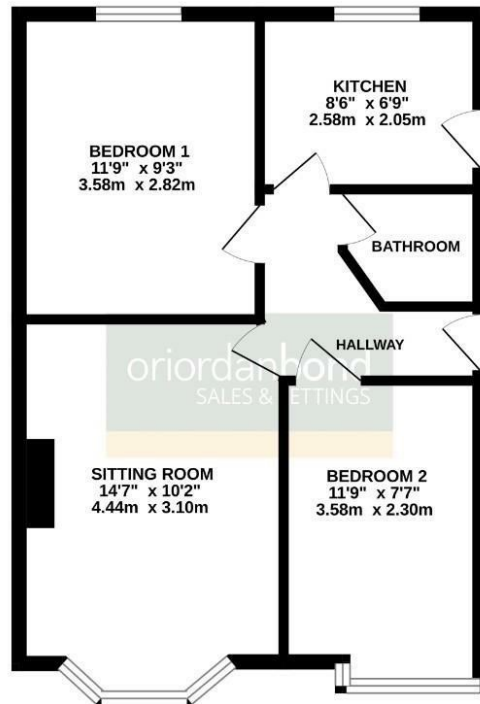 KITCHEN
8'6" x 6'9"
2.58m x 2.05m
BEDROOM 1
11'9" x 9'3"
3.58m x 2.82m
BATHROOM
HALLWAY
oriordanbond
SALES & LETTINGS
SITTING ROOM
14'7" x 10'2"
4.44m x 3.10m
BEDROOM 2
11'9" x 7'7"
3.58m x 2.30m